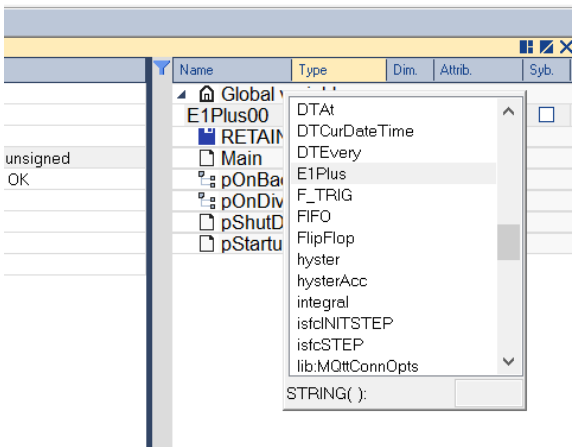 Name Type Dim. Attrib. Syb.
Global
E1Plus00
RETAIN
unsigned
Main
OK
pOnBac
pOnDiv
pShutD
pStartu
DTAt
DTCurDateTime
DTEvery
E1Plus
F_TRIG
FIFO
FlipFlop
hyster
hysterAcc
integral
isfcINITSTEP
isfcSTEP
lib:MQttConnOpts
STRING( ):